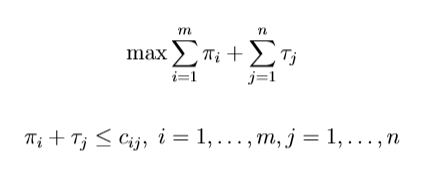 max ∑_{i=1}^{m} π_i + ∑_{j=1}^{n} τ_j
π_i + τ_j ≤ c_{ij}, i = 1, . . . , m, j = 1, . . . , n